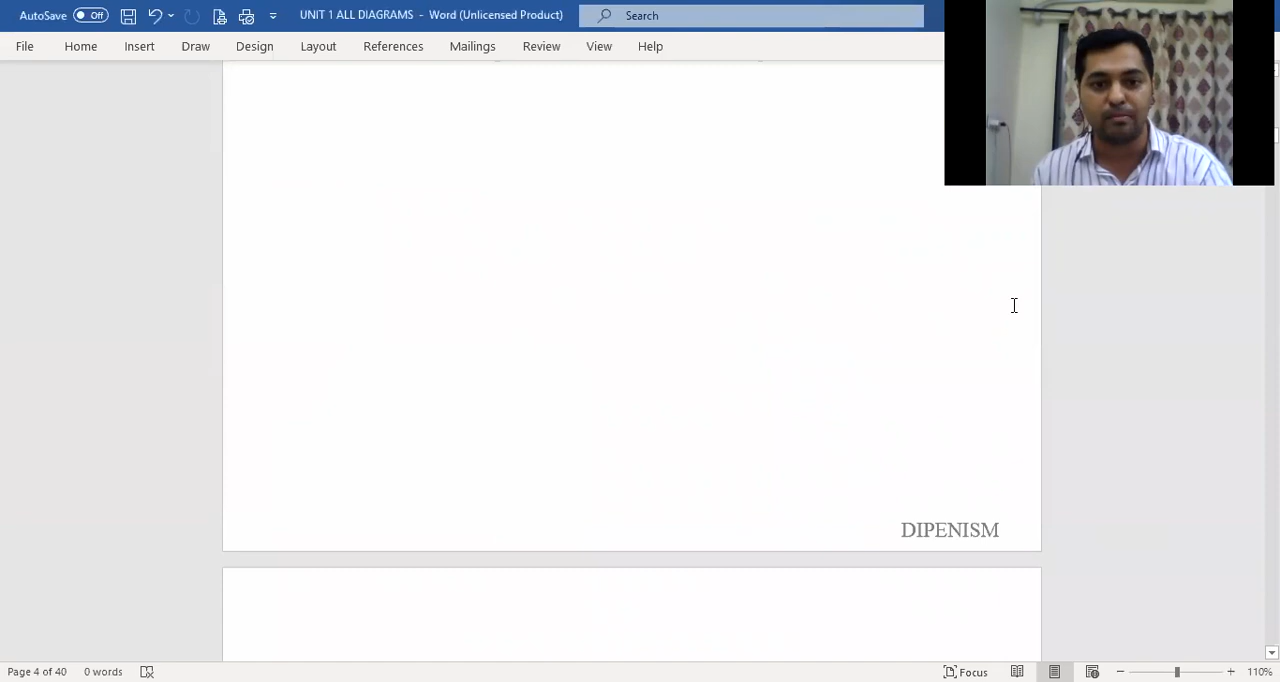 AutoSave Off UNIT 1 ALL DIAGRAMS - Word (Unlicensed Product) Search
File Home Insert Draw Design Layout References Mailings Review View Help
DIPENISM
Page 4 of 40 0 words Focus 110%